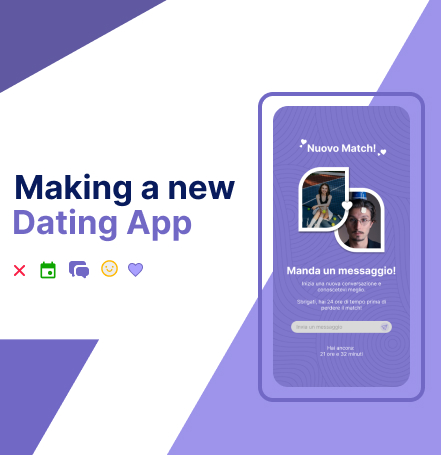 Making a new
Dating App
Nuovo Match!
Manda un messaggio!
Inizia una nuova conversazione e
conoscetevi meglio.
Sbrigati, hai 24 ore di tempo prima di
perdere il match!
Invia un messaggio
Hai ancora:
21 ore e 32 minuti